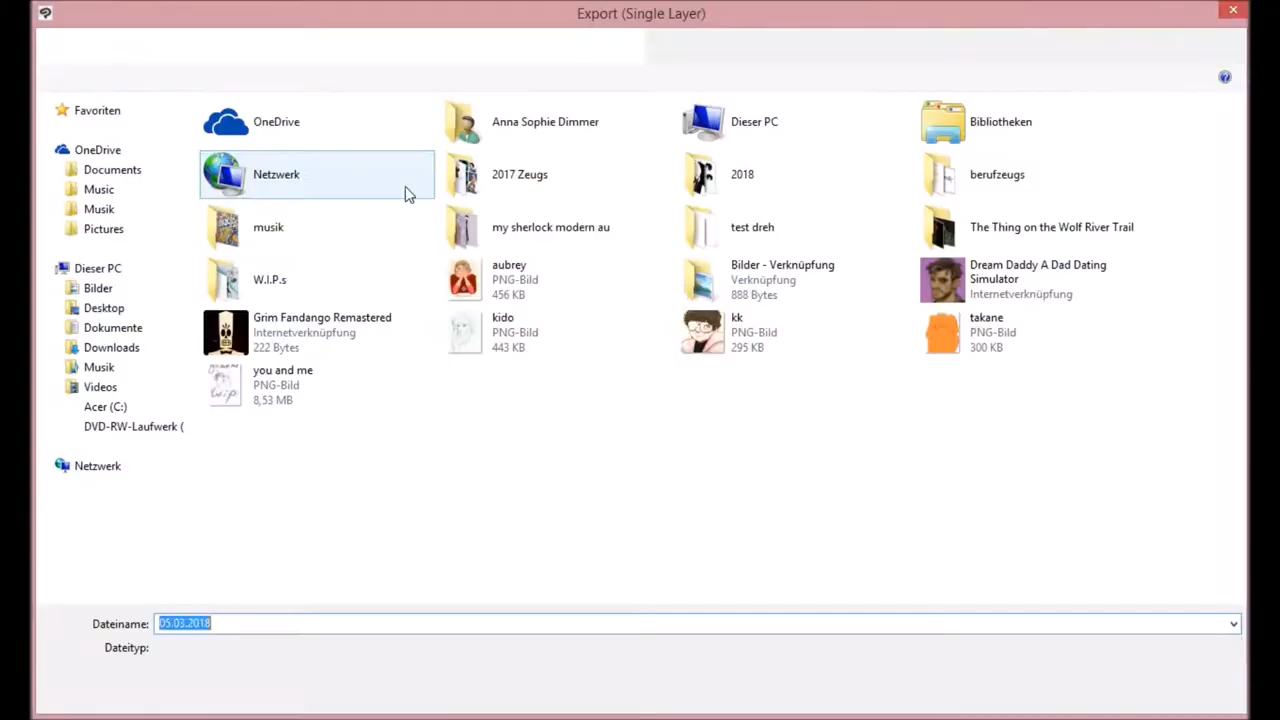 Export (Single Layer)
Favoriten
OneDrive
Documents
Music
Musik
Pictures
Dieser PC
Bilder
Desktop
Dokumente
Downloads
Musik
Videos
Acer (C:)
DVD-RW-Laufwerk (
Netzwerk
OneDrive
Anna Sophie Dimmer
Dieser PC
Bibliotheken
Netzwerk
2017 Zeugs
2018
berufzeugs
musik
my sherlock modern au
test dreh
The Thing on the Wolf River Trail
W.I.P.s
aubrey
PNG-Bild
456 KB
Bilder - Verknüpfung
Verknüpfung
888 Bytes
Dream Daddy A Dad Dating
Simulator
Internetverknüpfung
Grim Fandango Remastered
Internetverknüpfung
222 Bytes
kido
PNG-Bild
443 KB
kk
PNG-Bild
295 KB
takane
PNG-Bild
300 KB
you and me
PNG-Bild
8,53 MB
Dateiname: 05.03.2018
Dateityp: